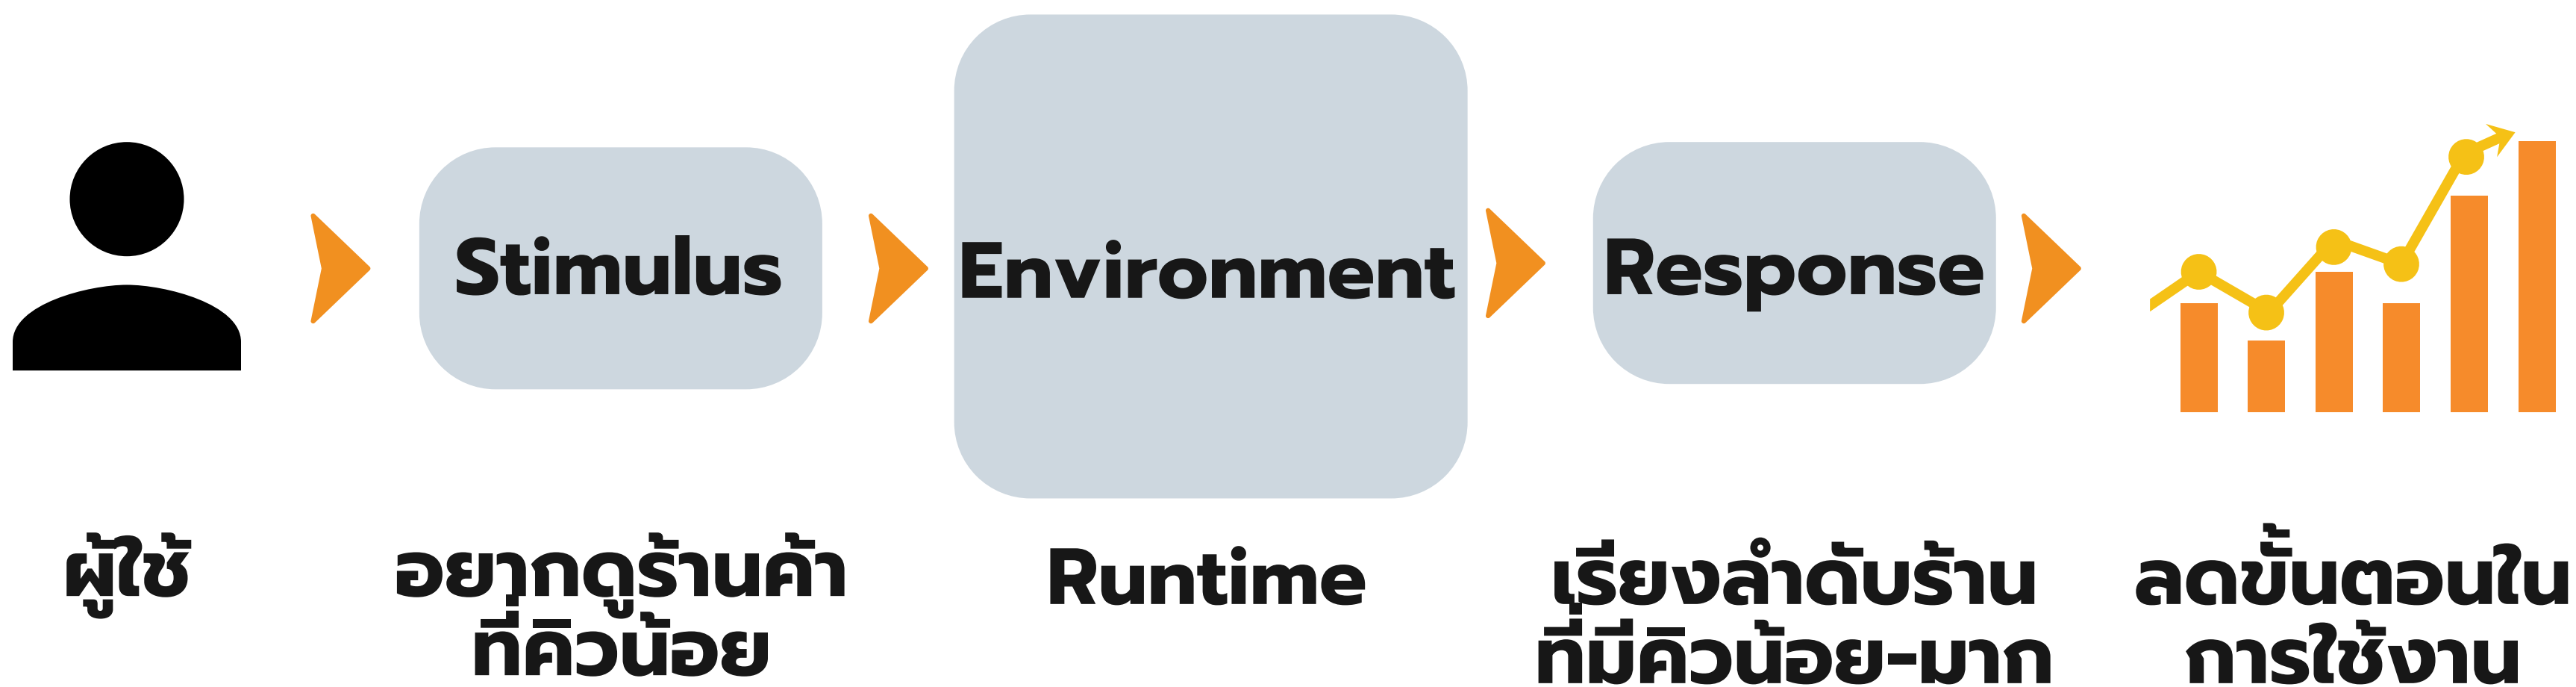 Stimulus
Environment
Response
ผู้ใช้
อยากดูร้านค้า
ที่คิวน้อย
Runtime
เรียงลำดับร้าน
ที่มีคิวน้อย-มาก
ลดขั้นตอนใน
การใช้งาน